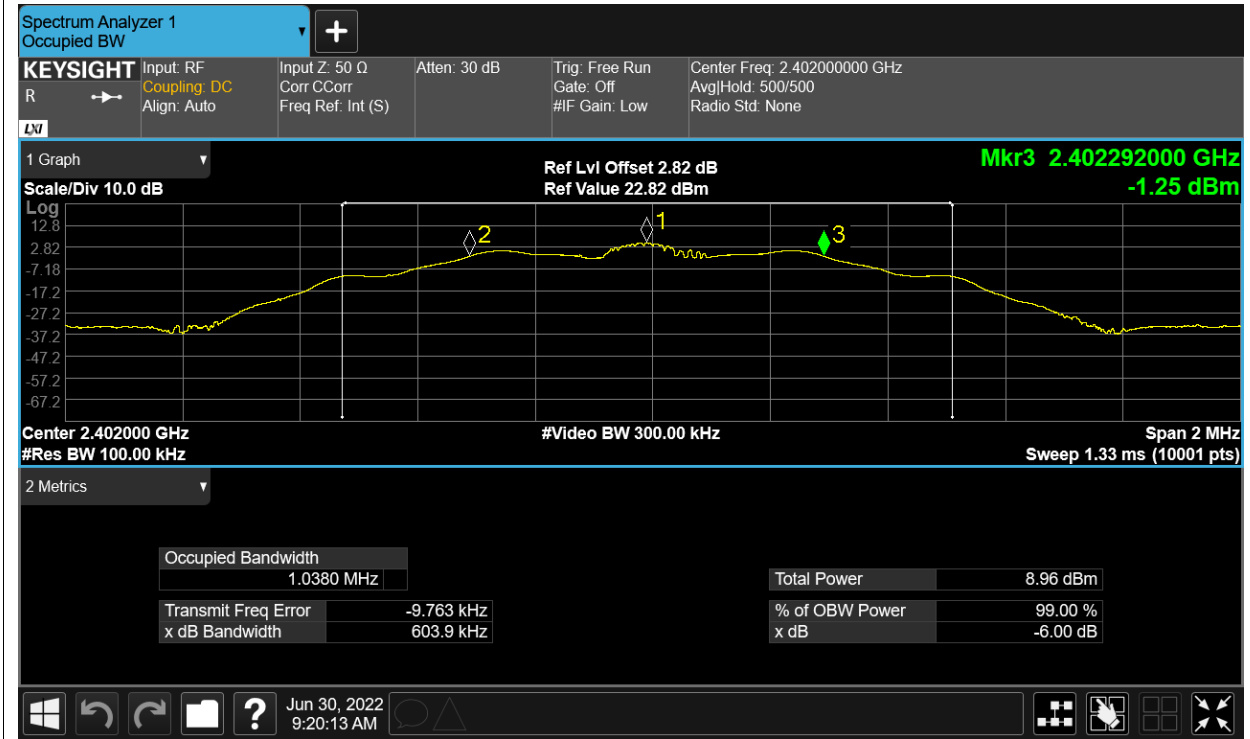 Spectrum Analyzer 1
Occupied BW
KEYSIGHT Input: RF Input Z: 50 Ω Atten: 30 dB Trig: Free Run Center Freq: 2.402000000 GHz
R Coupling: DC Corr CCorr Gate: Off Avg|Hold: 500/500
Align: Auto Freq Ref: Int (S) #IF Gain: Low Radio Std: None
LXI
1 Graph Ref Lvl Offset 2.82 dB Mkr3 2.402292000 GHz
Scale/Div 10.0 dB Ref Value 22.82 dBm -1.25 dBm
Log
12.8
2.82
-7.18
-17.2
-27.2
-37.2
-47.2
-57.2
-67.2
2 1 3
Center 2.402000 GHz #Video BW 300.00 kHz Span 2 MHz
#Res BW 100.00 kHz Sweep 1.33 ms (10001 pts)
2 Metrics
Occupied Bandwidth
1.0380 MHz Total Power 8.96 dBm
Transmit Freq Error -9.763 kHz % of OBW Power 99.00 %
x dB Bandwidth 603.9 kHz x dB -6.00 dB
? Jun 30, 2022
9:20:13 AM